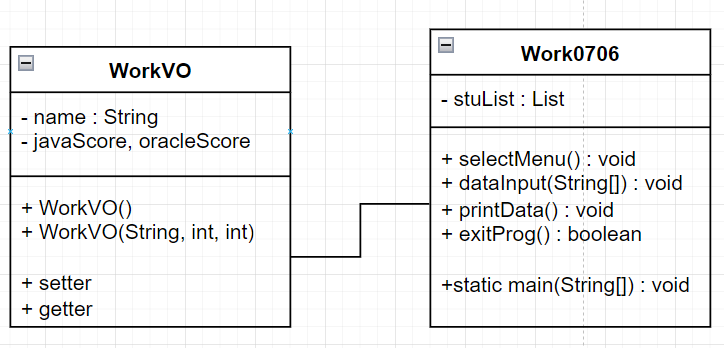 WorkVO
- name : String
- javaScore, oracleScore
+ WorkVO()
+ WorkVO(String, int, int)
+ setter
+ getter
Work0706
- stuList : List
+ selectMenu() : void
+ dataInput(String[]) : void
+ printData() : void
+ exitProg() : boolean
+static main(String[]) : void